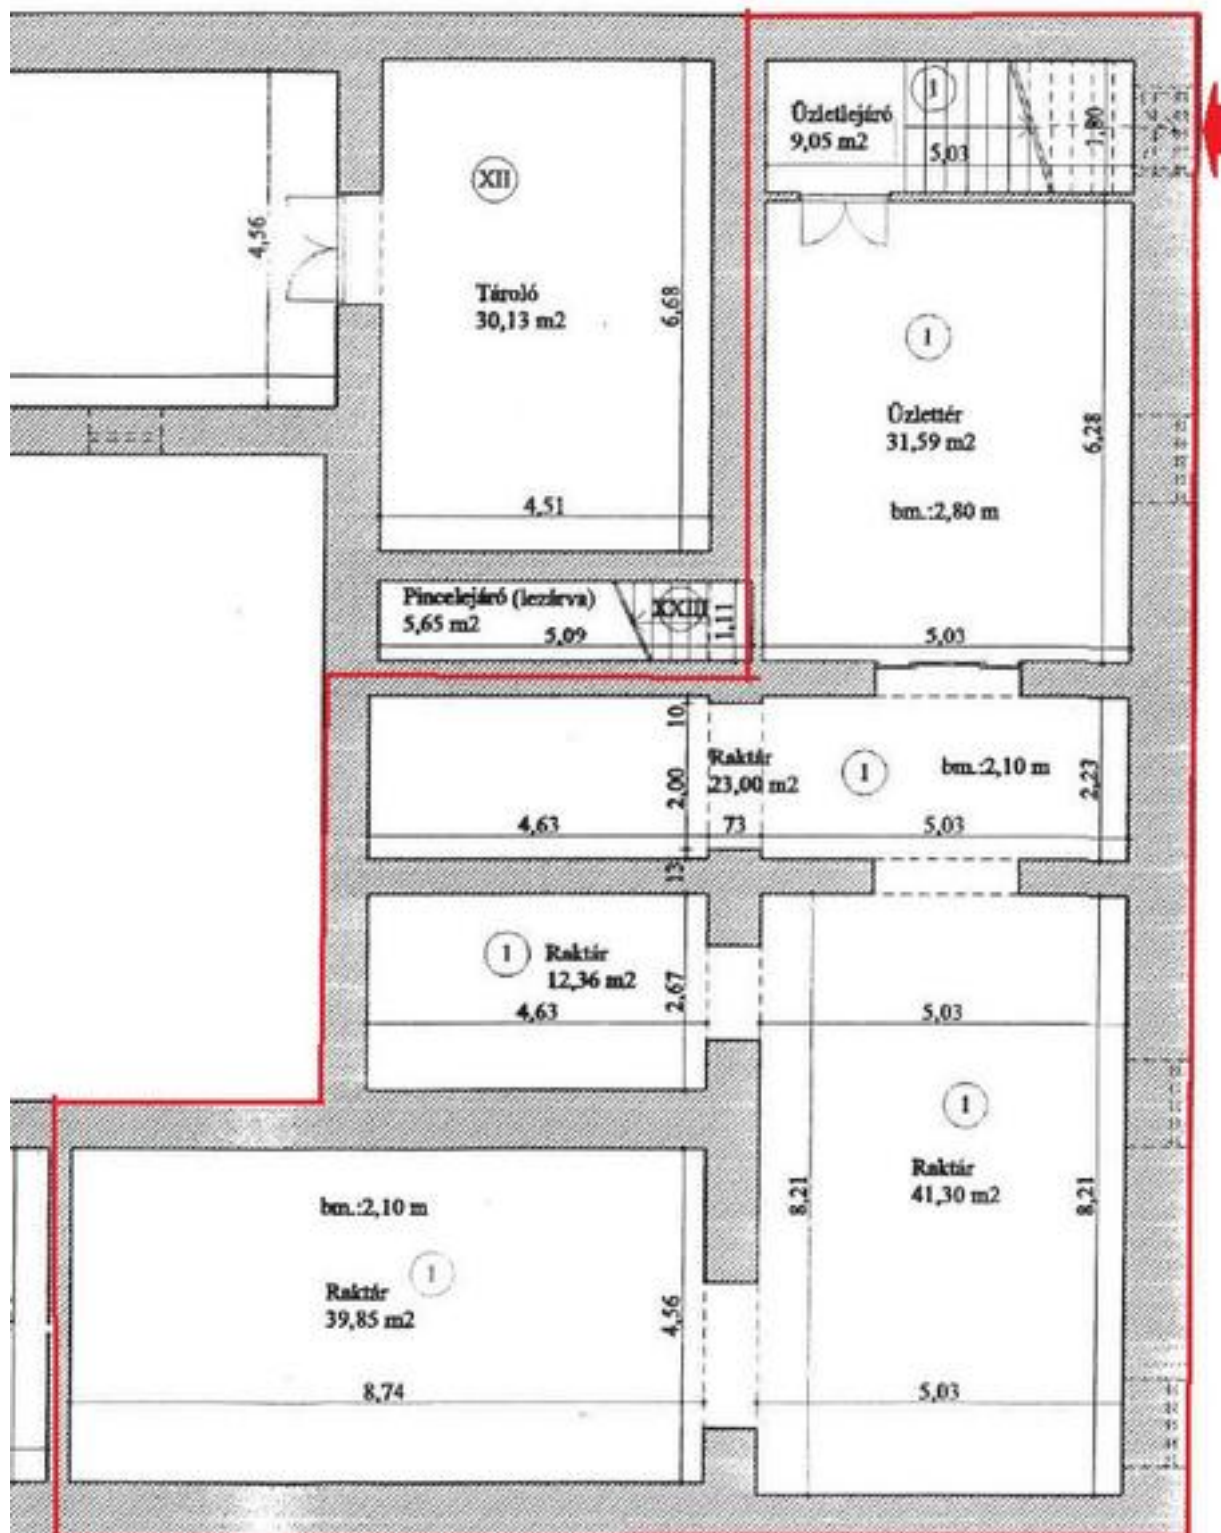 1
Üzletlejáró
9,05 m2
5,03
1,80
XII
4,56
Tároló
30,13 m2
6,68
1
Üzlettér
31,59 m2
6,28
4,51
bm.:2,80 m
Pincelejáró (lezárva)
5,65 m2
XXIII
1,11
5,09
5,03
10
Raktár
23,00 m2
1
bm.:2,10 m
2,00
2,23
4,63
73
5,03
13
1
Raktár
12,36 m2
2,67
4,63
5,03
1
Raktár
41,30 m2
8,21
8,21
bm.:2,10 m
1
Raktár
39,85 m2
4,56
8,74
5,03